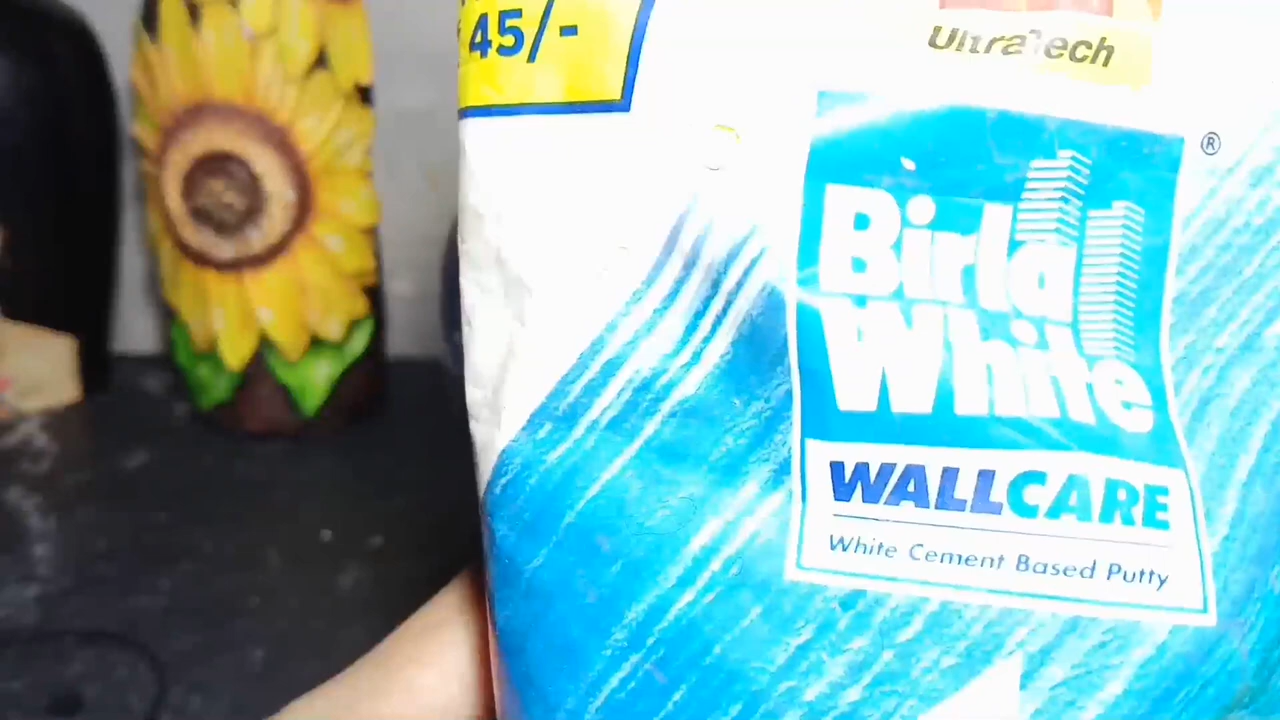 45/-
UltraTech
®
Birla
White
WALLCARE
White Cement Based Putty